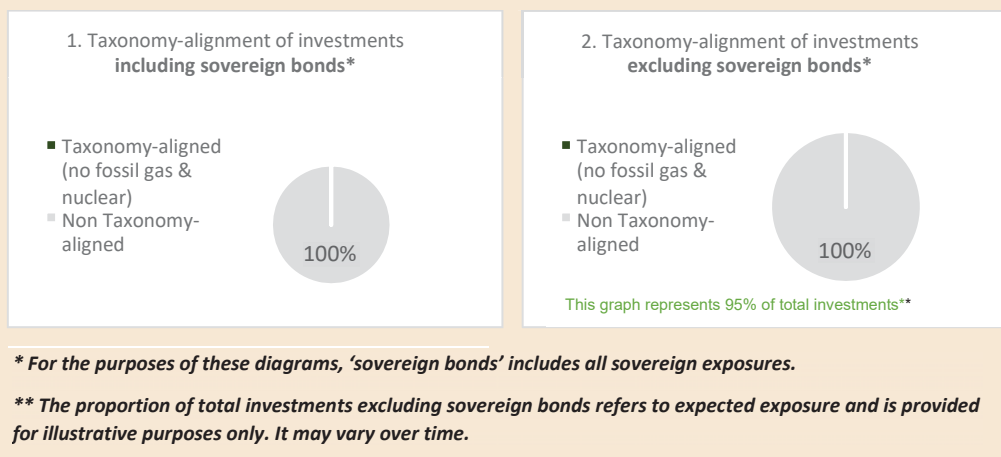 1. Taxonomy-alignment of investments
including sovereign bonds*
Taxonomy-aligned
(no fossil gas &
nuclear)
Non Taxonomy-
aligned
100%
2. Taxonomy-alignment of investments
excluding sovereign bonds*
Taxonomy-aligned
(no fossil gas &
nuclear)
Non Taxonomy-
aligned
100%
This graph represents 95% of total investments**
* For the purposes of these diagrams, ‘sovereign bonds’ includes all sovereign exposures.
** The proportion of total investments excluding sovereign bonds refers to expected exposure and is provided
for illustrative purposes only. It may vary over time.